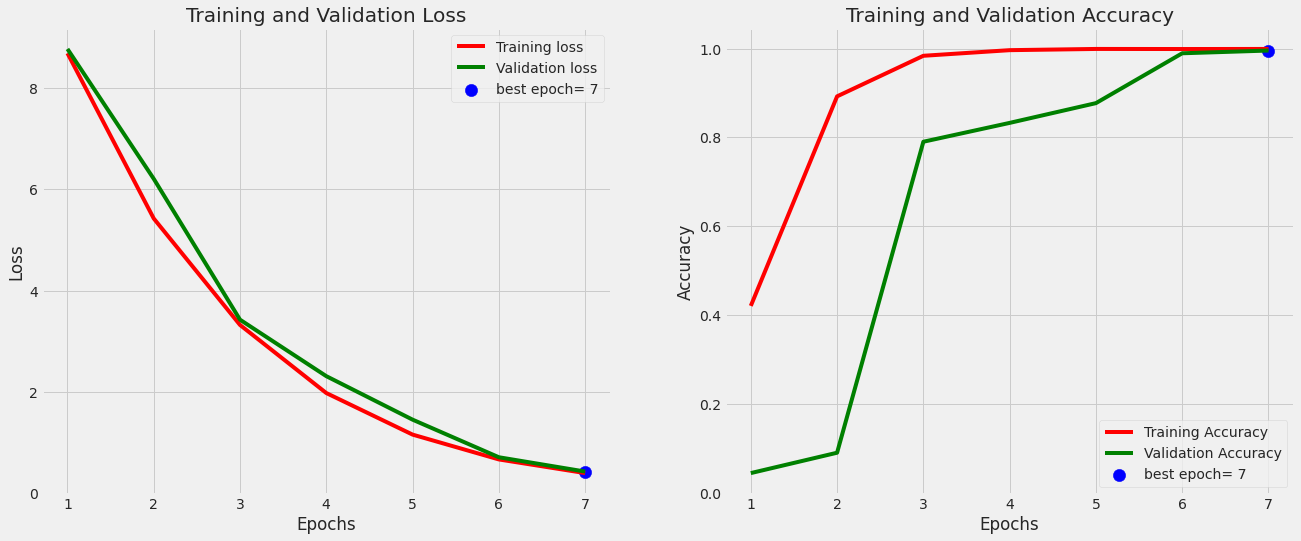 Training and Validation Loss
Loss
8
6
4
2
0
Training loss
Validation loss
best epoch= 7
1 2 3 4 5 6 7
Epochs
Training and Validation Accuracy
Accuracy
1.0
0.8
0.6
0.4
0.2
0.0
Training Accuracy
Validation Accuracy
best epoch= 7
1 2 3 4 5 6 7
Epochs